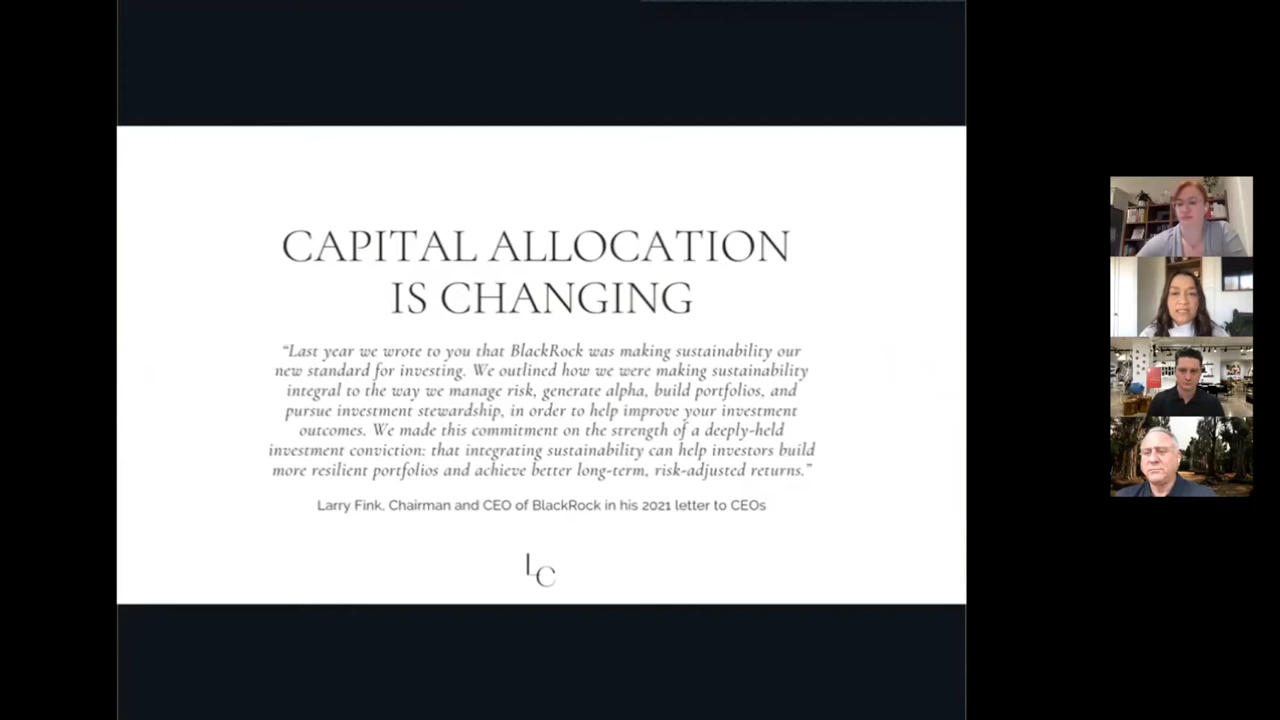 CAPITAL ALLOCATION
IS CHANGING
“Last year we wrote to you that BlackRock was making sustainability our
new standard for investing. We outlined how we were making sustainability
integral to the way we manage risk, generate alpha, build portfolios, and
pursue investment stewardship, in order to help improve your investment
outcomes. We made this commitment on the strength of a deeply-held
investment conviction: that integrating sustainability can help investors build
more resilient portfolios and achieve better long-term, risk-adjusted returns.”
Larry Fink, Chairman and CEO of BlackRock in his 2021 letter to CEOs
LC